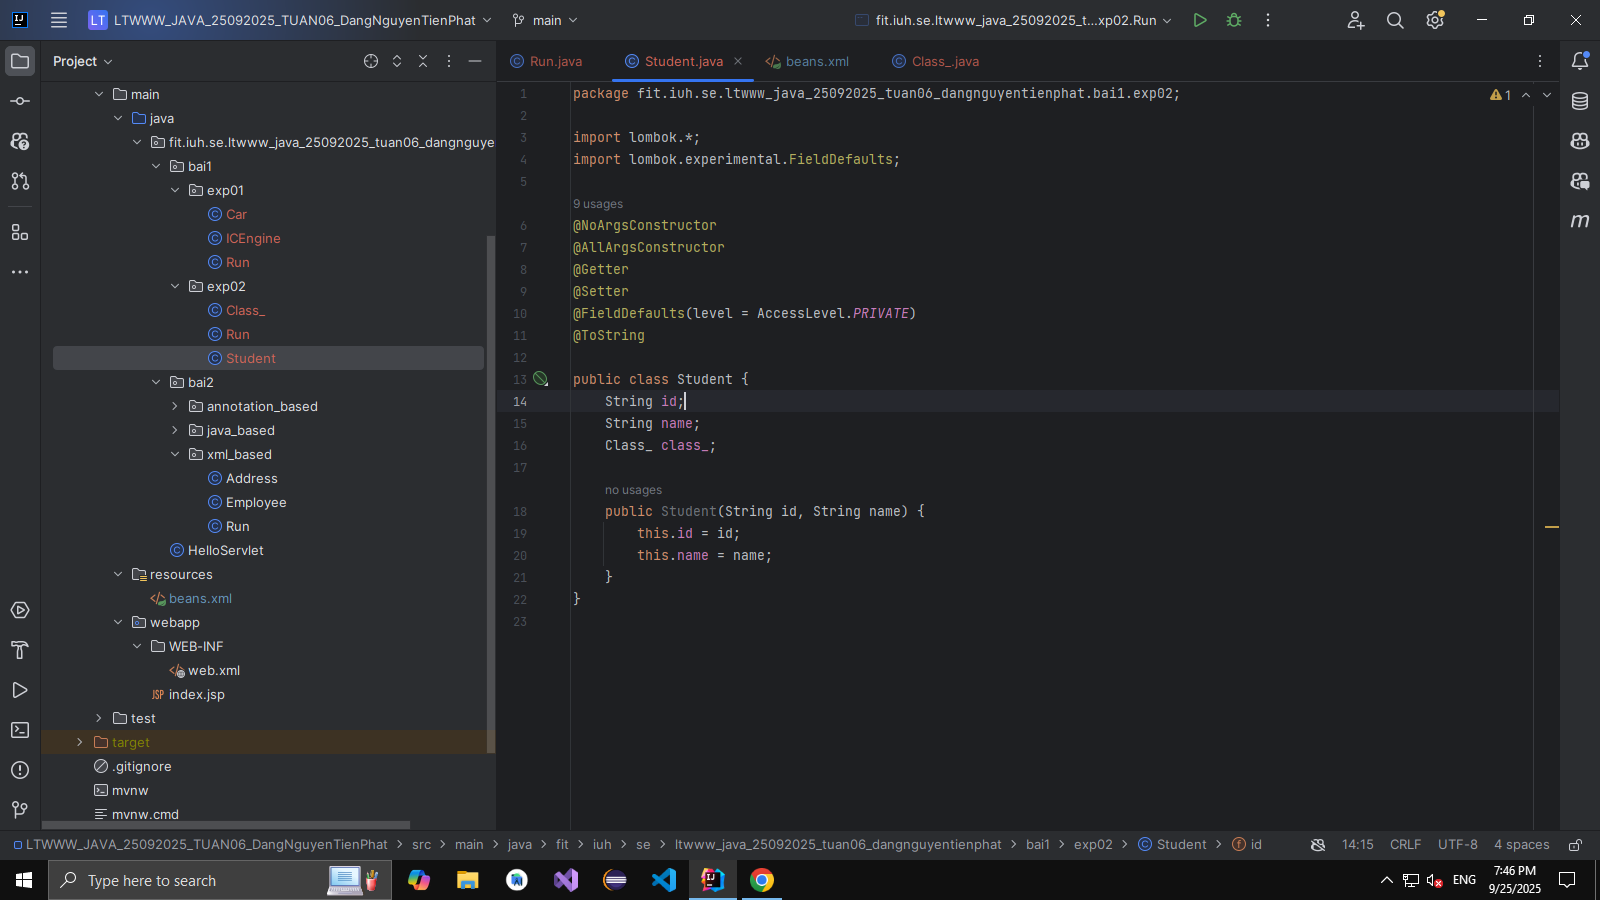 LT LTWWW_JAVA_25092025_TUAN06_DangNguyenTienPhat main fit.iuh.se.ltwww_java_25092025_t...xp02.Run
Project
main
java
fit.iuh.se.ltwww_java_25092025_tuan06_dangnguye
bai1
exp01
Car
ICEngine
Run
exp02
Class_
Run
Student
bai2
annotation_based
java_based
xml_based
Address
Employee
Run
HelloServlet
resources
beans.xml
webapp
WEB-INF
web.xml
JSP index.jsp
test
target
.gitignore
mvnw
mvnw.cmd
Run.java Student.java beans.xml Class_.java
1 package fit.iuh.se.ltwww_java_25092025_tuan06_dangnguyentienphat.bai1.exp02; 1
2
3 import lombok.*;
4 import lombok.experimental.FieldDefaults;
5
9 usages
6 @NoArgsConstructor
7 @AllArgsConstructor
8 @Getter
9 @Setter
10 @FieldDefaults(level = AccessLevel.PRIVATE)
11 @ToString
12
13 public class Student {
14 String id;
15 String name;
16 Class_ class_;
17
no usages
18 public Student(String id, String name) {
19 this.id = id;
20 this.name = name;
21 }
22 }
23
m
LTWWW_JAVA_25092025_TUAN06_DangNguyenTienPhat src main java fit iuh se ltwww_java_25092025_tuan06_dangnguyentienphat bai1 exp02 Student id 14:15 CRLF UTF-8 4 spaces
Type here to search ENG 7:46 PM
9/25/2025